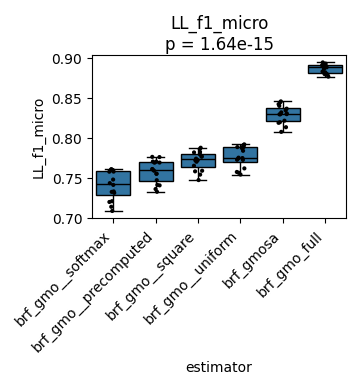 LL_f1_micro
p = 1.64e-15
LL_f1_micro
0.90
0.85
0.80
0.75
0.70
brf_gmo__softmax
brf_gmo__precomputed
brf_gmo__square
brf_gmo__uniform
brf_gmosa
brf_gmo_full
estimator